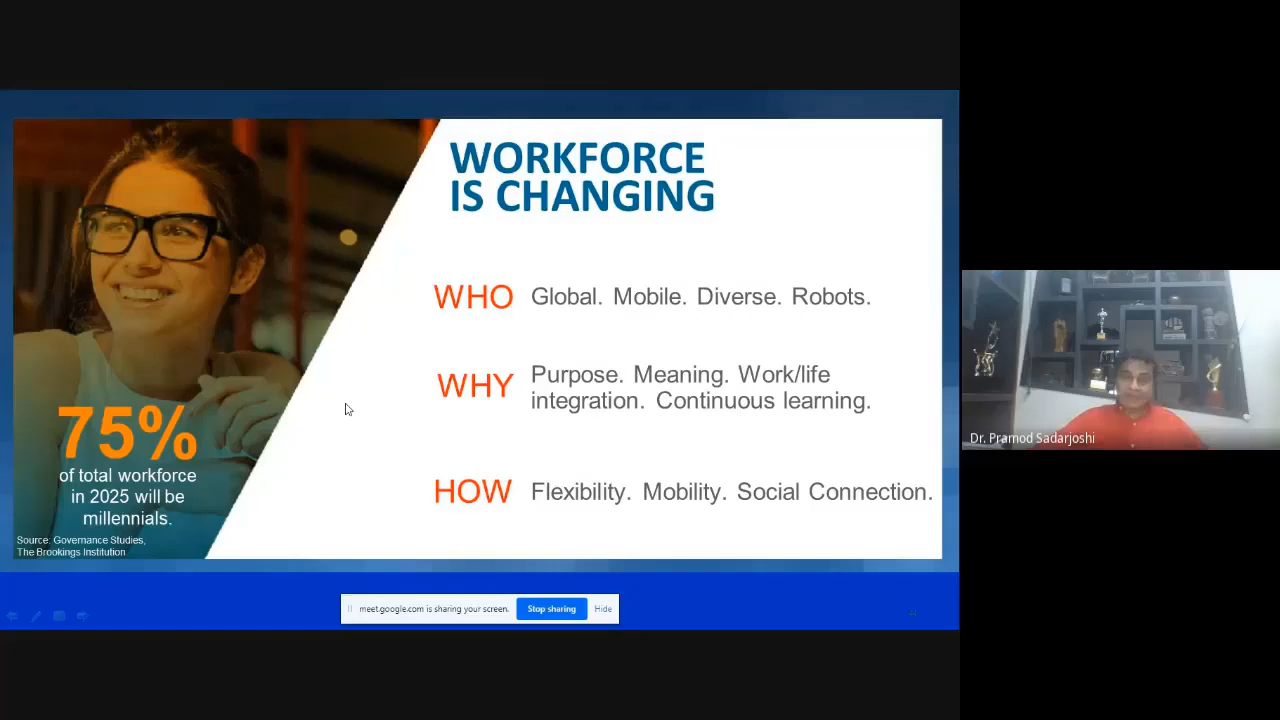 WORKFORCE
IS CHANGING
WHO Global. Mobile. Diverse. Robots.
WHY Purpose. Meaning. Work/life
integration. Continuous learning.
HOW Flexibility. Mobility. Social Connection.
75%
of total workforce
in 2025 will be
millennials.
Source: Governance Studies,
The Brookings Institution
meet.google.com is sharing your screen. Stop sharing Hide
Dr. Pramod Sadarjoshi